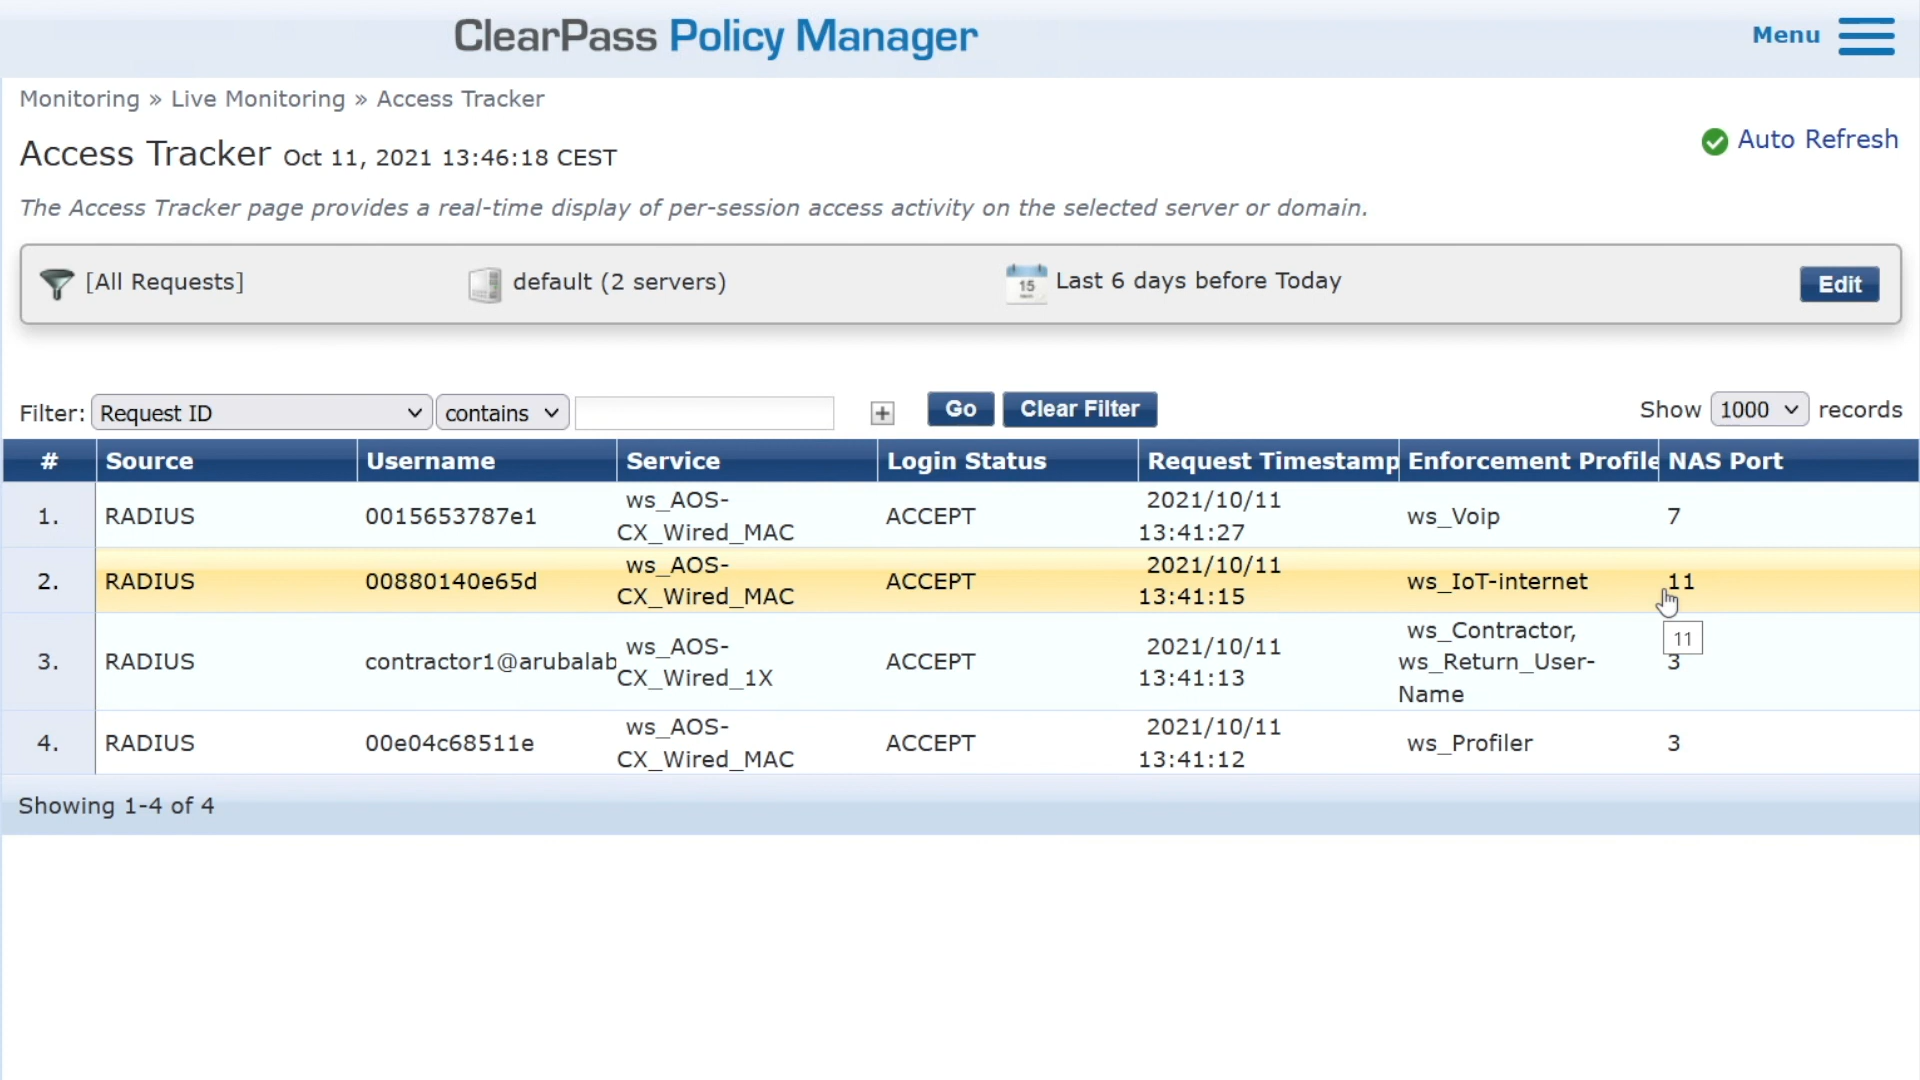 ClearPass Policy Manager
Menu
Monitoring » Live Monitoring » Access Tracker
Access Tracker Oct 11, 2021 13:46:18 CEST
Auto Refresh
The Access Tracker page provides a real-time display of per-session access activity on the selected server or domain.
[All Requests] default (2 servers) 15 Last 6 days before Today Edit
Filter: Request ID contains Go Clear Filter Show 1000 records
# Source Username Service Login Status Request Timestamp Enforcement Profile NAS Port
1. RADIUS 0015653787e1 ws_AOS-CX_Wired_MAC ACCEPT 2021/10/11 13:41:27 ws_Voip 7
2. RADIUS 00880140e65d ws_AOS-CX_Wired_MAC ACCEPT 2021/10/11 13:41:15 ws_IoT-internet 11
11
3. RADIUS contractor1@arubalab ws_AOS-CX_Wired_1X ACCEPT 2021/10/11 13:41:13 ws_Contractor, ws_Return_User-Name 3
4. RADIUS 00e04c68511e ws_AOS-CX_Wired_MAC ACCEPT 2021/10/11 13:41:12 ws_Profiler 3
Showing 1-4 of 4